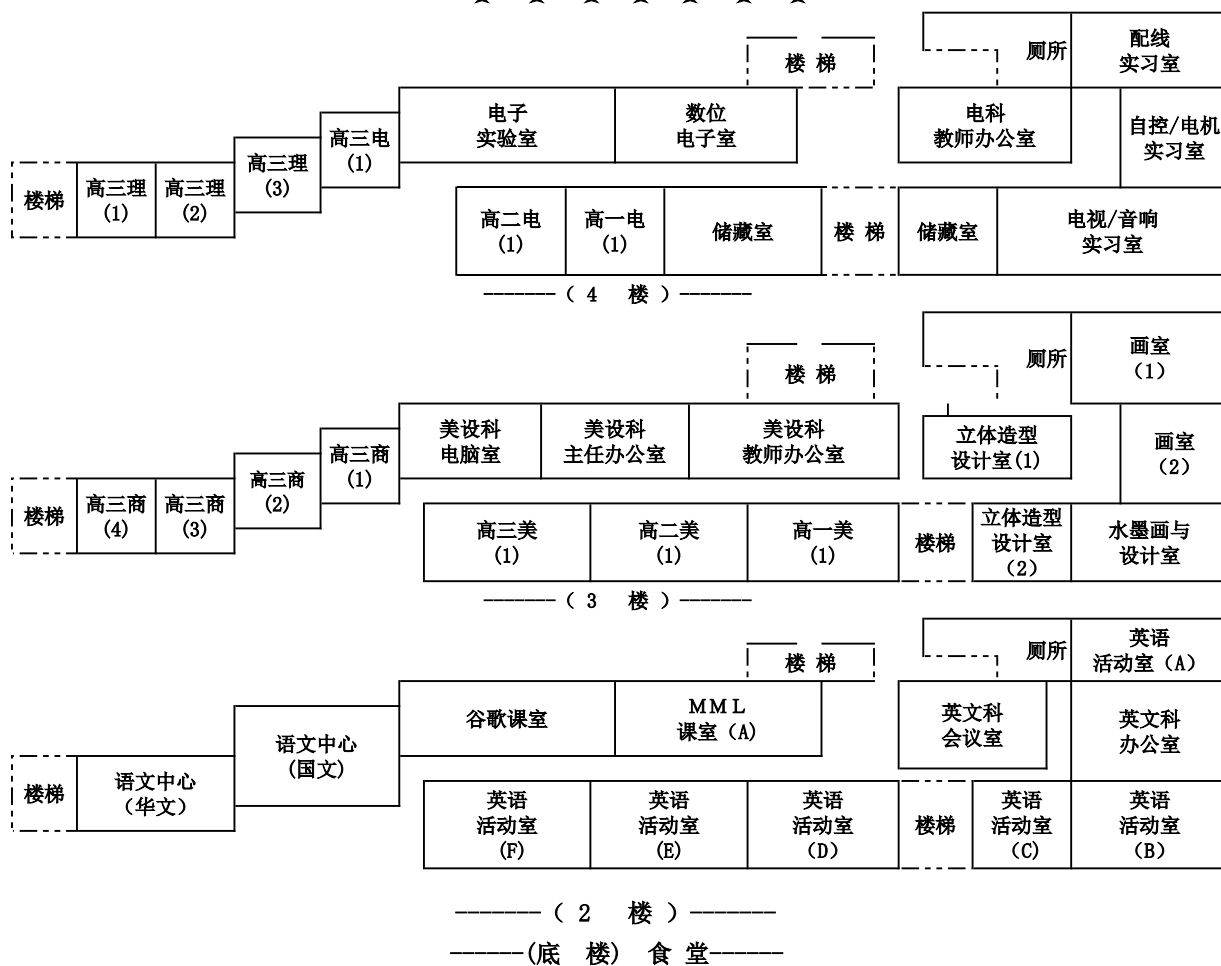 ☆ ☆ ☆ ☆ ☆ ☆ ☆
厕所
配线
实习室
楼 梯
电子
实验室
数位
电子室
电科
教师办公室
自控/电机
实习室
高三电
(1)
高三理
(3)
楼梯
高三理
(1)
高三理
(2)
高二电
(1)
高一电
(1)
储藏室
楼 梯
储藏室
电视/音响
实习室
-------( 4 楼 )-------
厕所
画室
(1)
楼 梯
美设科
电脑室
美设科
主任办公室
美设科
教师办公室
立体造型
设计室(1)
画室
(2)
高三商
(1)
高三商
(2)
楼梯
高三商
(4)
高三商
(3)
高三美
(1)
高二美
(1)
高一美
(1)
楼梯
立体造型
设计室
(2)
水墨画与
设计室
-------( 3 楼 )-------
厕所
英语
活动室(A)
楼 梯
谷歌课室
MML
课室(A)
英文科
会议室
英文科
办公室
语文中心
(国文)
楼梯
语文中心
(华文)
英语
活动室
(F)
英语
活动室
(E)
英语
活动室
(D)
楼梯
英语
活动室
(C)
英语
活动室
(B)
-------( 2 楼 )-------
------(底 楼) 食 堂------